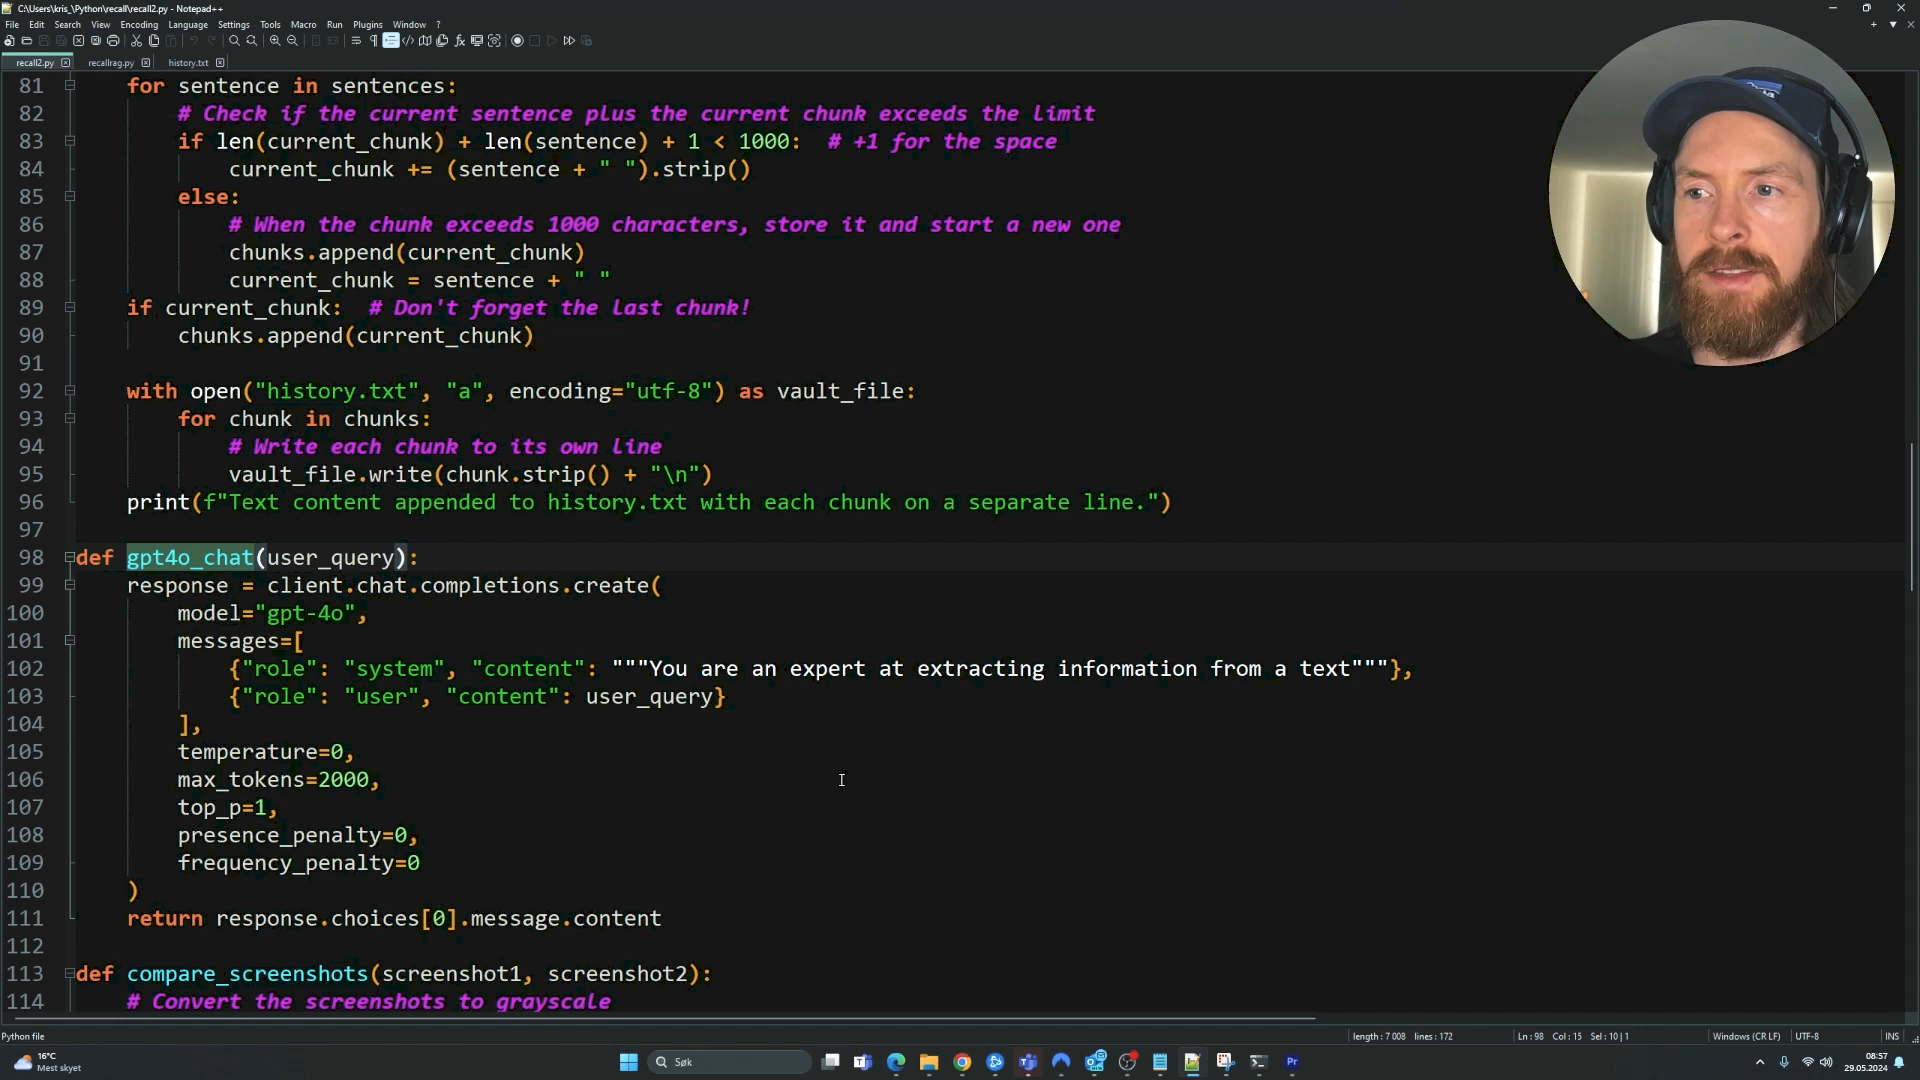 C:\Users\kris_\Python\recall\recall2.py - Notepad++
File Edit Search View Encoding Language Settings Tools Macro Run Plugins Window ?
recall2.py recallrag.py history.txt
81 for sentence in sentences:
82 # Check if the current sentence plus the current chunk exceeds the limit
83 if len(current_chunk) + len(sentence) + 1 < 1000: # +1 for the space
84 current_chunk += (sentence + " ").strip()
85 else:
86 # When the chunk exceeds 1000 characters, store it and start a new one
87 chunks.append(current_chunk)
88 current_chunk = sentence + " "
89 if current_chunk: # Don't forget the last chunk!
90 chunks.append(current_chunk)
91
92 with open("history.txt", "a", encoding="utf-8") as vault_file:
93 for chunk in chunks:
94 # Write each chunk to its own line
95 vault_file.write(chunk.strip() + "\n")
96 print(f"Text content appended to history.txt with each chunk on a separate line.")
97
98 def gpt4o_chat(user_query):
99 response = client.chat.completions.create(
100 model="gpt-4o",
101 messages=[
102 {"role": "system", "content": """You are an expert at extracting information from a text"""},
103 {"role": "user", "content": user_query}
104 ],
105 temperature=0,
106 max_tokens=2000,
107 top_p=1,
108 presence_penalty=0,
109 frequency_penalty=0
110 )
111 return response.choices[0].message.content
112
113 def compare_screenshots(screenshot1, screenshot2):
114 # Convert the screenshots to grayscale
Python file length : 7 008 lines : 172 Ln : 98 Col : 15 Sel : 10 | 1 Windows (CR LF) UTF-8 INS
16°C
Mest skyet
Søk
Pr
08:57
29.05.2024